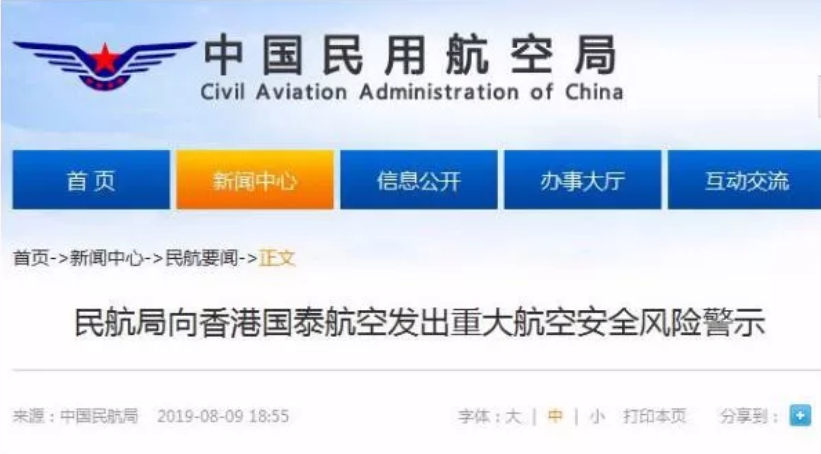 中国民用航空局
Civil Aviation Administration of China
首页 新闻中心 信息公开 办事大厅 互动交流
首页->新闻中心->民航要闻->正文
民航局向香港国泰航空发出重大航空安全风险警示
来源：中国民航局 2019-08-09 18:55 字体：大 | 中 | 小 打印本页 分享到：